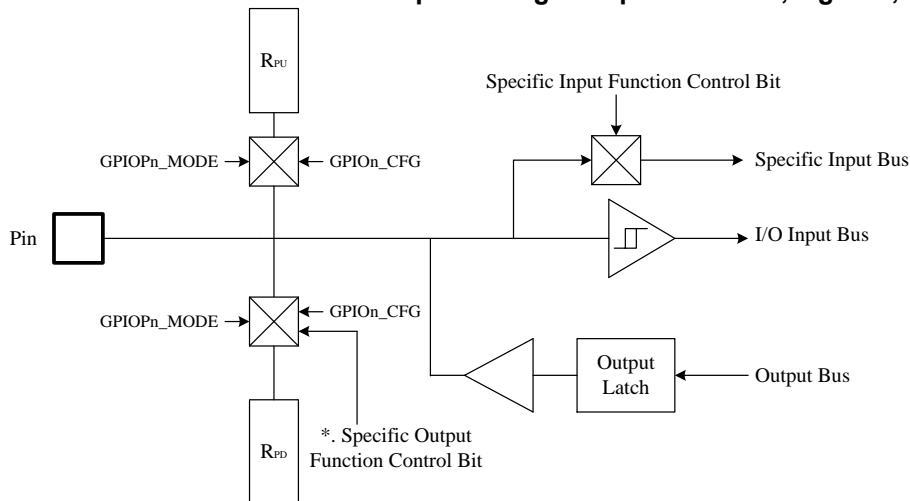 RPU
Specific Input Function Control Bit
GPIOPn_MODE
GPIOn_CFG
Specific Input Bus
Pin
I/O Input Bus
GPIOPn_MODE
GPIOn_CFG
Output
Latch
Output Bus
RPD
*. Specific Output
Function Control Bit